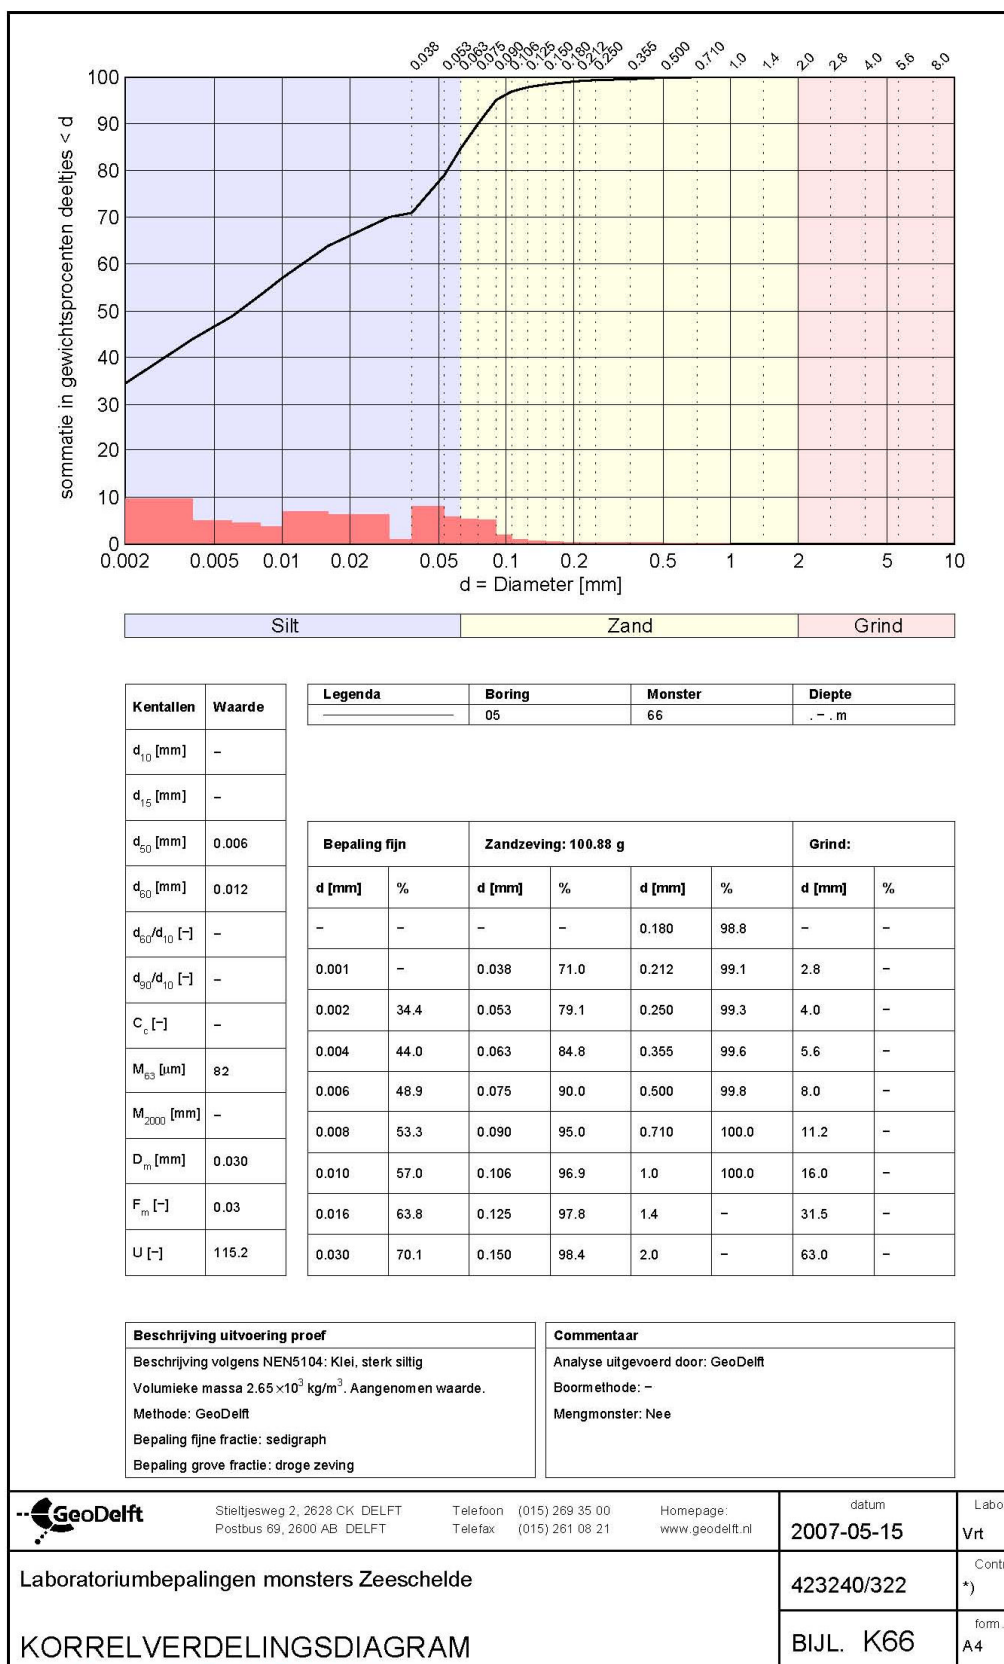 0.038 0.053 0.063 0.075 0.090 0.106 0.125 0.150 0.180 0.212 0.250 0.355 0.500 0.710 1.0 1.4 2.0 2.8 4.0 5.6 8.0
sommatie in gewichtsprocenten deeltjes < d
100
90
80
70
60
50
40
30
20
10
0
0.002 0.005 0.01 0.02 0.05 0.1 0.2 0.5 1 2 5 10
d = Diameter [mm]
Silt Zand Grind
Kentallen Waarde
d10 [mm] –
d15 [mm] –
d50 [mm] 0.006
d60 [mm] 0.012
d60/d10 [–] –
d90/d10 [–] –
Cc [–] –
M63 [µm] 82
M2000 [mm] –
Dm [mm] 0.030
Fm [–] 0.03
U [–] 115.2
Legenda Boring Monster Diepte
05 66 . – . m
Bepaling fijn Zandzeving: 100.88 g Grind:
d [mm] % d [mm] % d [mm] % d [mm] %
– – – – 0.180 98.8 – –
0.001 – 0.038 71.0 0.212 99.1 2.8 –
0.002 34.4 0.053 79.1 0.250 99.3 4.0 –
0.004 44.0 0.063 84.8 0.355 99.6 5.6 –
0.006 48.9 0.075 90.0 0.500 99.8 8.0 –
0.008 53.3 0.090 95.0 0.710 100.0 11.2 –
0.010 57.0 0.106 96.9 1.0 100.0 16.0 –
0.016 63.8 0.125 97.8 1.4 – 31.5 –
0.030 70.1 0.150 98.4 2.0 – 63.0 –
Beschrijving uitvoering proef
Beschrijving volgens NEN5104: Klei, sterk siltig
Volumieke massa 2.65×10³ kg/m³. Aangenomen waarde.
Methode: GeoDelft
Bepaling fijne fractie: sedigraph
Bepaling grove fractie: droge zeving
Commentaar
Analyse uitgevoerd door: GeoDelft
Boormethode: –
Mengmonster: Nee
GeoDelft
Stieltjesweg 2, 2628 CK DELFT Telefoon (015) 269 35 00 Homepage:
Postbus 69, 2600 AB DELFT Telefax (015) 261 08 21 www.geodelft.nl
datum
2007-05-15
Labo
Vrt
Laboratoriumbepalingen monsters Zeeschelde
423240/322
Cont
*)
KORRELVERDELINGSDIAGRAM
BIJL. K66
form.
A4